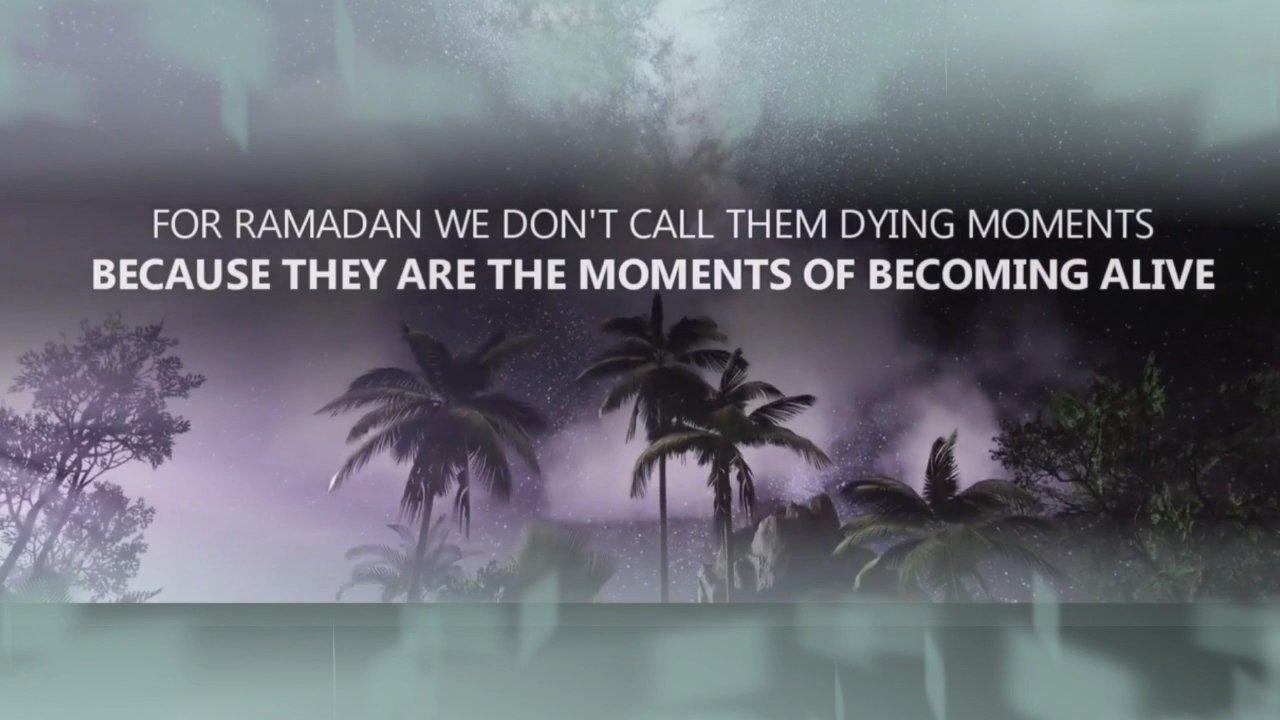 FOR RAMADAN WE DON'T CALL THEM DYING MOMENTS
BECAUSE THEY ARE THE MOMENTS OF BECOMING ALIVE